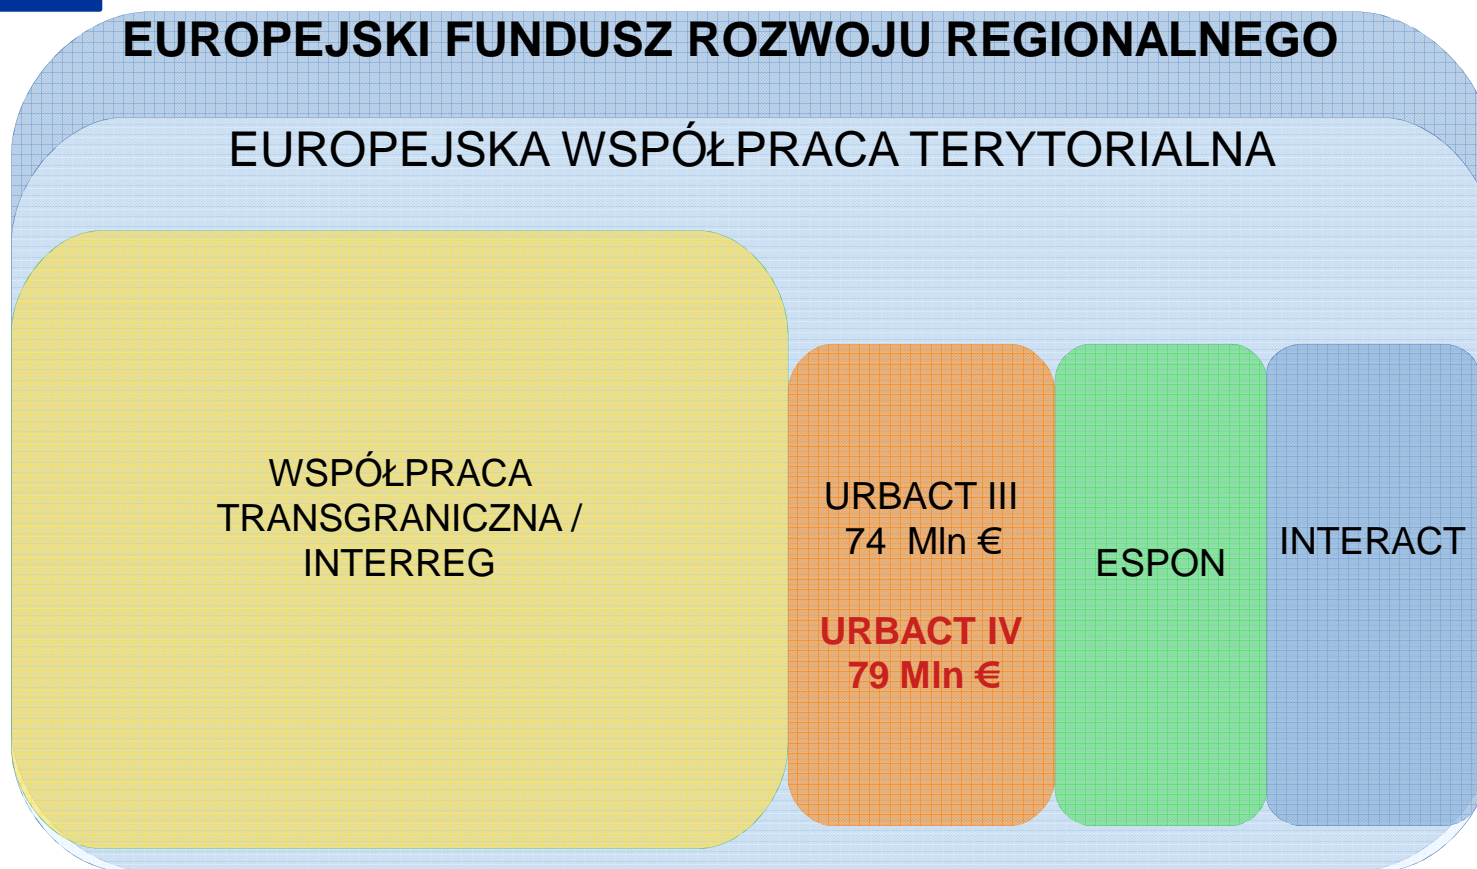 EUROPEJSKI FUNDUSZ ROZWOJU REGIONALNEGO
EUROPEJSKA WSPÓŁPRACA TERYTORIALNA
WSPÓŁPRACA
TRANSGRANICZNA /
INTERREG
URBACT III
74 Mln €
URBACT IV
79 Mln €
ESPON
INTERACT